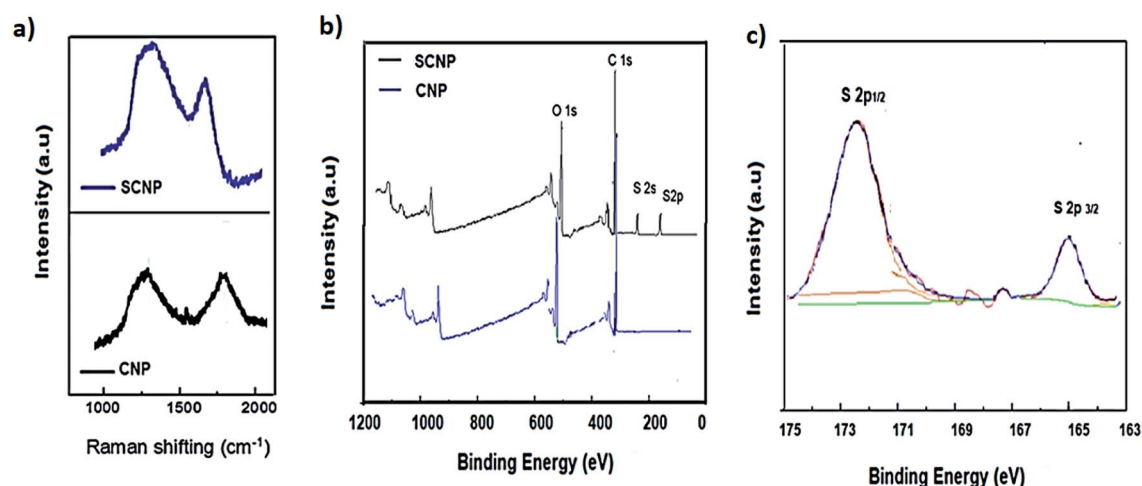 a)
Intensity (a.u)
SCNP
CNP
1000 1500 2000
Raman shifting (cm-1)
b)
Intensity (a.u)
SCNP
CNP
C 1s
O 1s
S 2s
S2p
1200 1000 800 600 400 200 0
Binding Energy (eV)
c)
Intensity (a.u)
S 2p1/2
S 2p 3/2
175 173 171 169 167 165 163
Binding Energy (eV)